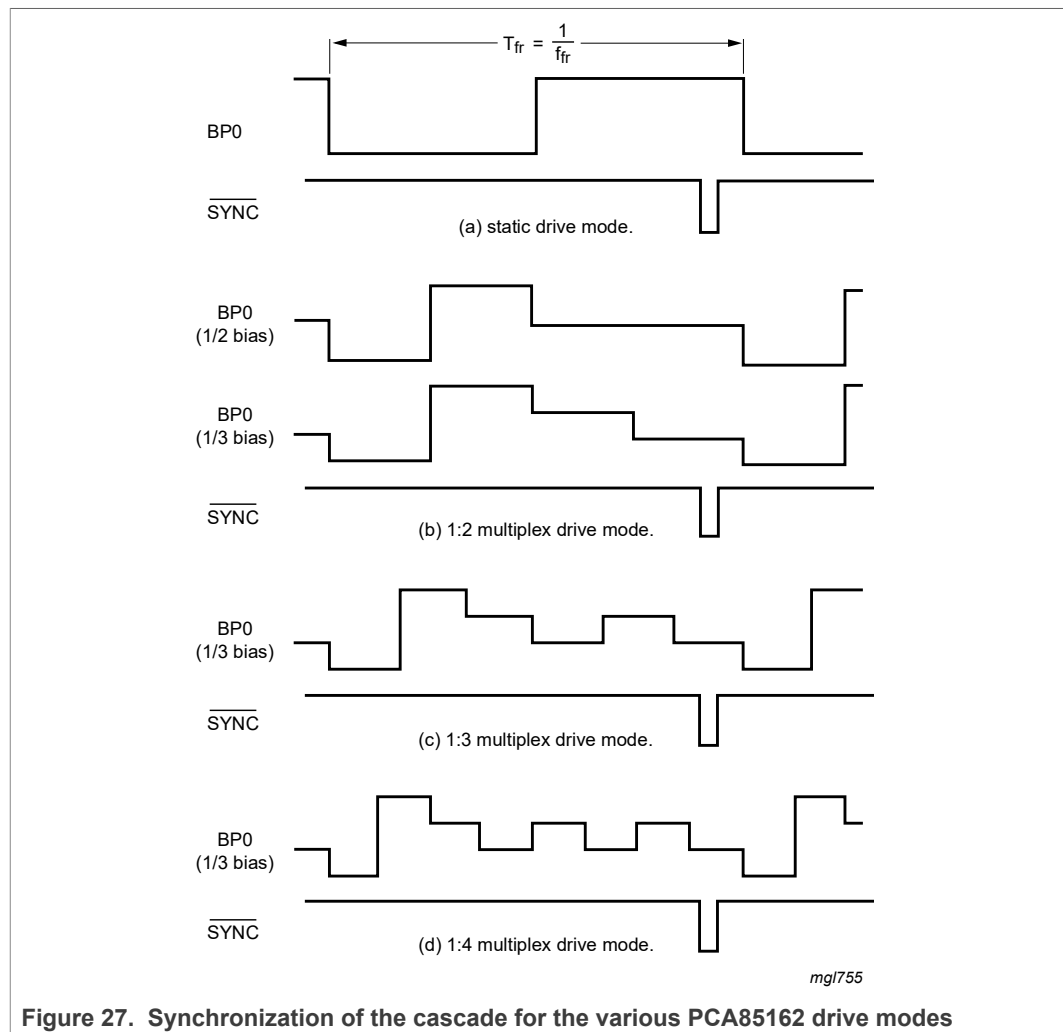 Tfr = 1
ffr
BP0
SYNC
(a) static drive mode.
BP0
(1/2 bias)
BP0
(1/3 bias)
SYNC
(b) 1:2 multiplex drive mode.
BP0
(1/3 bias)
SYNC
(c) 1:3 multiplex drive mode.
BP0
(1/3 bias)
SYNC
(d) 1:4 multiplex drive mode.
mgl755
Figure 27. Synchronization of the cascade for the various PCA85162 drive modes